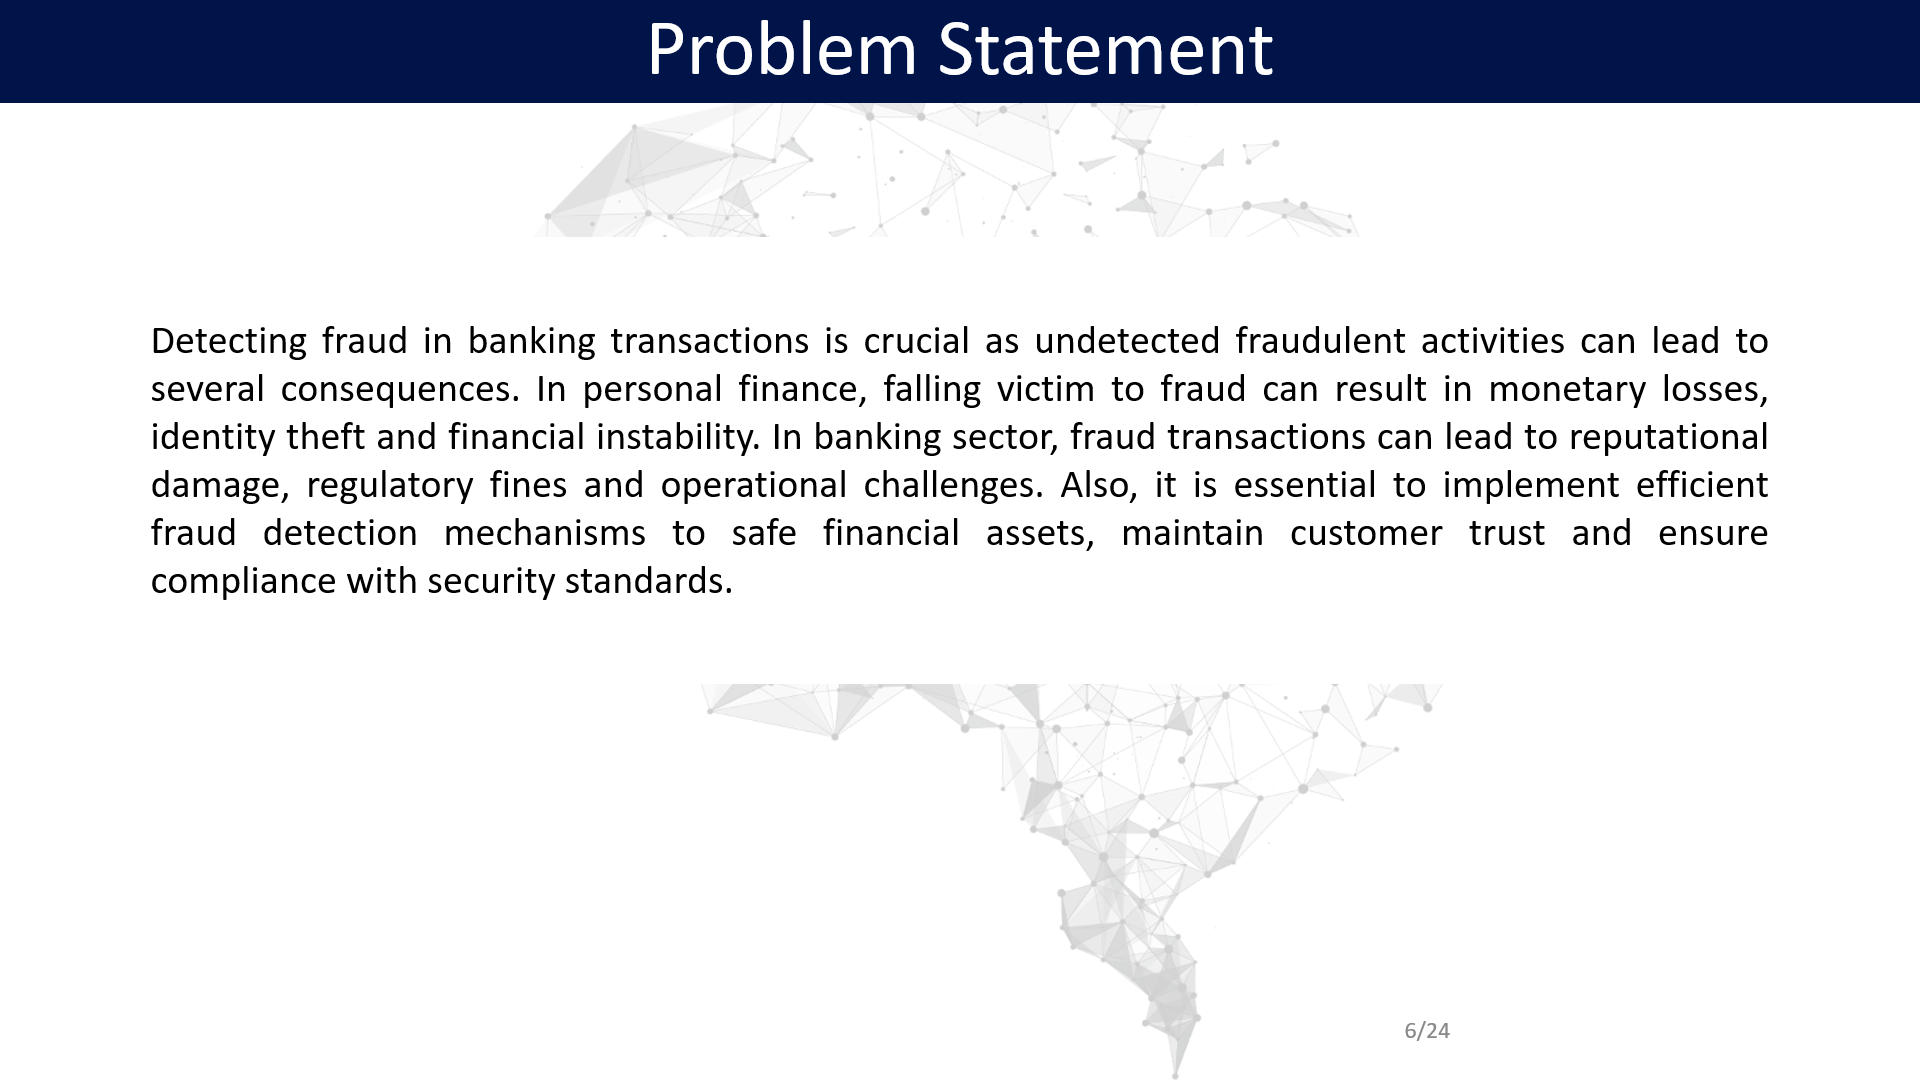 Problem Statement
Detecting fraud in banking transactions is crucial as undetected fraudulent activities can lead to
several consequences. In personal finance, falling victim to fraud can result in monetary losses,
identity theft and financial instability. In banking sector, fraud transactions can lead to reputational
damage, regulatory fines and operational challenges. Also, it is essential to implement efficient
fraud detection mechanisms to safe financial assets, maintain customer trust and ensure
compliance with security standards.
6/24